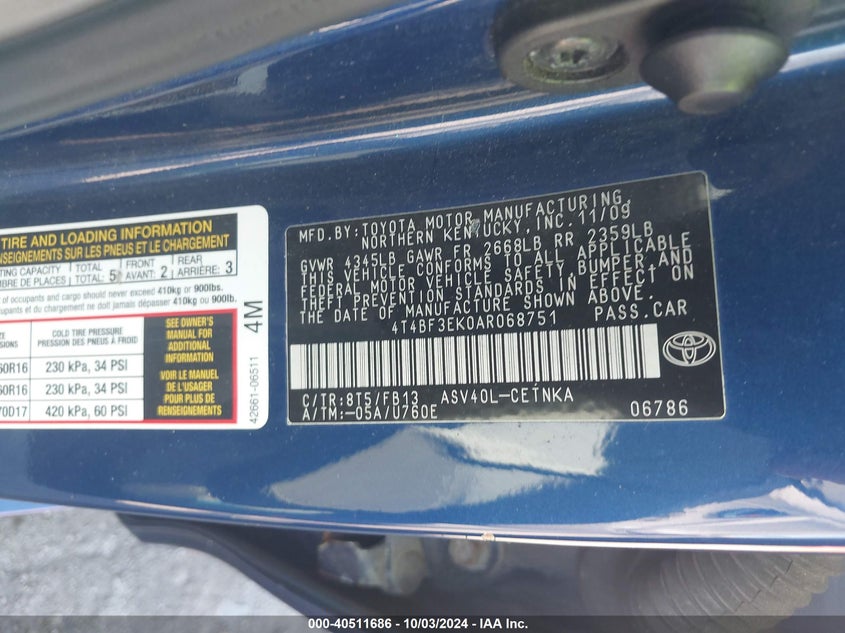 TIRE AND LOADING INFORMATION
ENSEIGNEMENTS SUR LES PNEUS ET LE CHARGEMENT
TING CAPACITY TOTAL 5 FRONT 2 REAR 3
MBRE DE PLACES TOTAL: AVANT: ARRIÈRE:
t of occupants and cargo should never exceed 410kg or 900lbs.
pants et du chargement ne doit jamais dépasser 410kg ou 900lb.
COLD TIRE PRESSURE
PRESSION DES PNEUS À FROID
60R16 230 kPa, 34 PSI
60R16 230 kPa, 34 PSI
70D17 420 kPa, 60 PSI
SEE OWNER'S
MANUAL FOR
ADDITIONAL
INFORMATION
VOIR LE MANUEL
DE L'USAGER
POUR PLUS DE
RENSEIGNEMENTS
4M
42661-06511
MFD.BY:TOYOTA MOTOR MANUFACTURING,
NORTHERN KENTUCKY, INC. 11/09
GVWR 4345LB GAWR FR 2668LB RR 2359LB
THIS VEHICLE CONFORMS TO ALL APPLICABLE
FEDERAL MOTOR VEHICLE SAFETY, BUMPER AND
THEFT PREVENTION STANDARDS IN EFFECT ON
THE DATE OF MANUFACTURE SHOWN ABOVE.
4T4BF3EK0AR068751 PASS.CAR
C/TR:8T5/FB13 ASV40L-CETNKA
A/TM:-05A/U760E 06786
TOYOTA
000-40511686 - 10/03/2024 - IAA Inc.